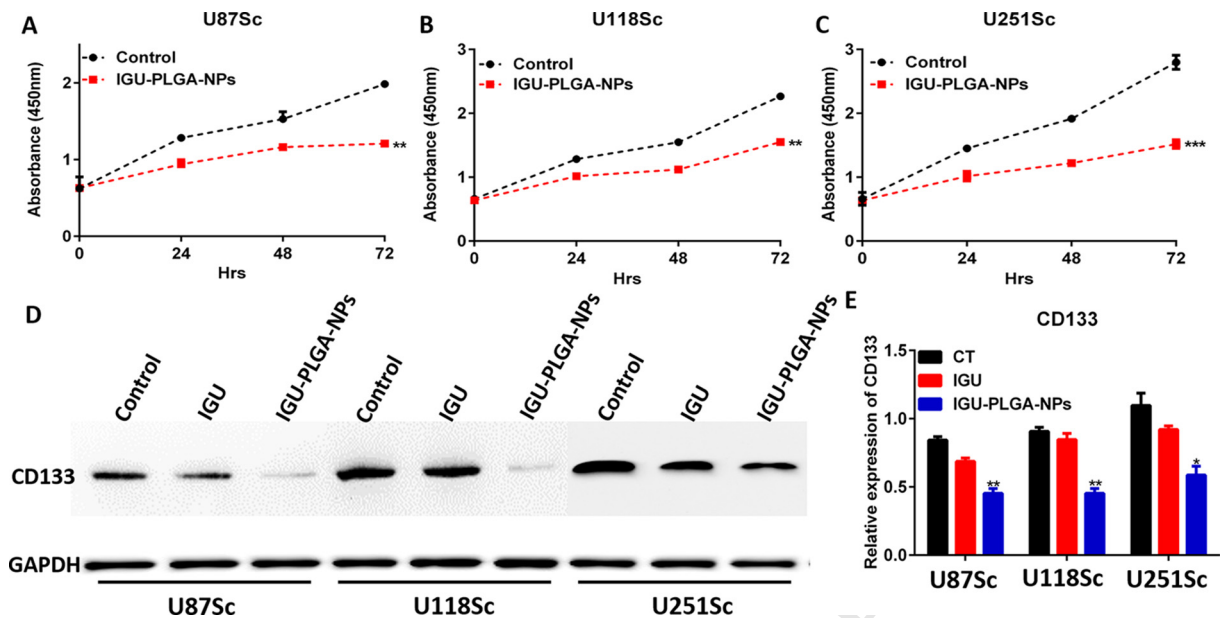 A
U87Sc
Control
IGU-PLGA-NPs
Absorbance (450nm)
2
1
0
**
0 24 48 72
Hrs
B
U118Sc
Control
IGU-PLGA-NPs
Absorbance (450nm)
3
2
1
0
**
0 24 48 72
Hrs
C
U251Sc
Control
IGU-PLGA-NPs
Absorbance (450nm)
3
2
1
0
***
0 24 48 72
Hrs
D
Control IGU IGU-PLGA-NPs Control IGU IGU-PLGA-NPs Control IGU IGU-PLGA-NPs
CD133
GAPDH
U87Sc U118Sc U251Sc
E
CD133
CT
IGU
IGU-PLGA-NPs
Relative expression of CD133
1.5
1.0
0.5
0.0
** ** *
U87Sc U118Sc U251Sc